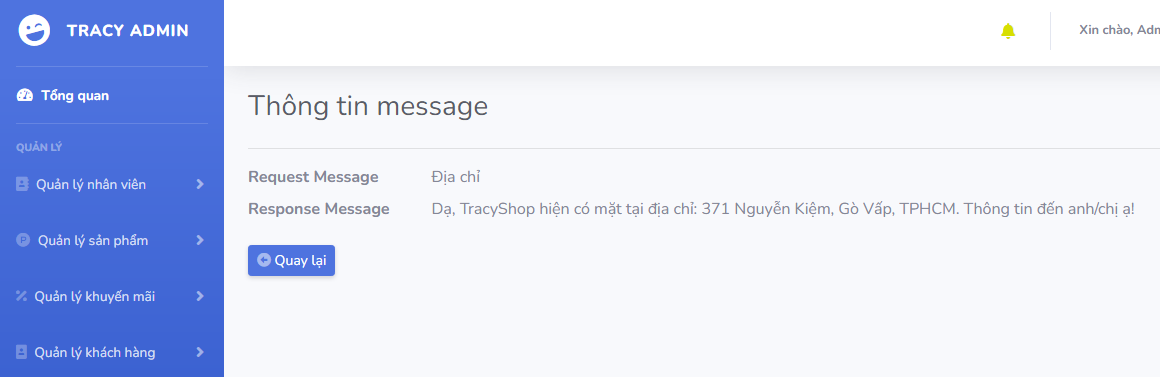 TRACY ADMIN
Xin chào, Adm
Tổng quan
Thông tin message
QUẢN LÝ
Request Message Địa chỉ
Quản lý nhân viên
Response Message Dạ, TracyShop hiện có mặt tại địa chỉ: 371 Nguyễn Kiệm, Gò Vấp, TPHCM. Thông tin đến anh/chị ạ!
Quản lý sản phẩm
Quay lại
Quản lý khuyến mãi
Quản lý khách hàng